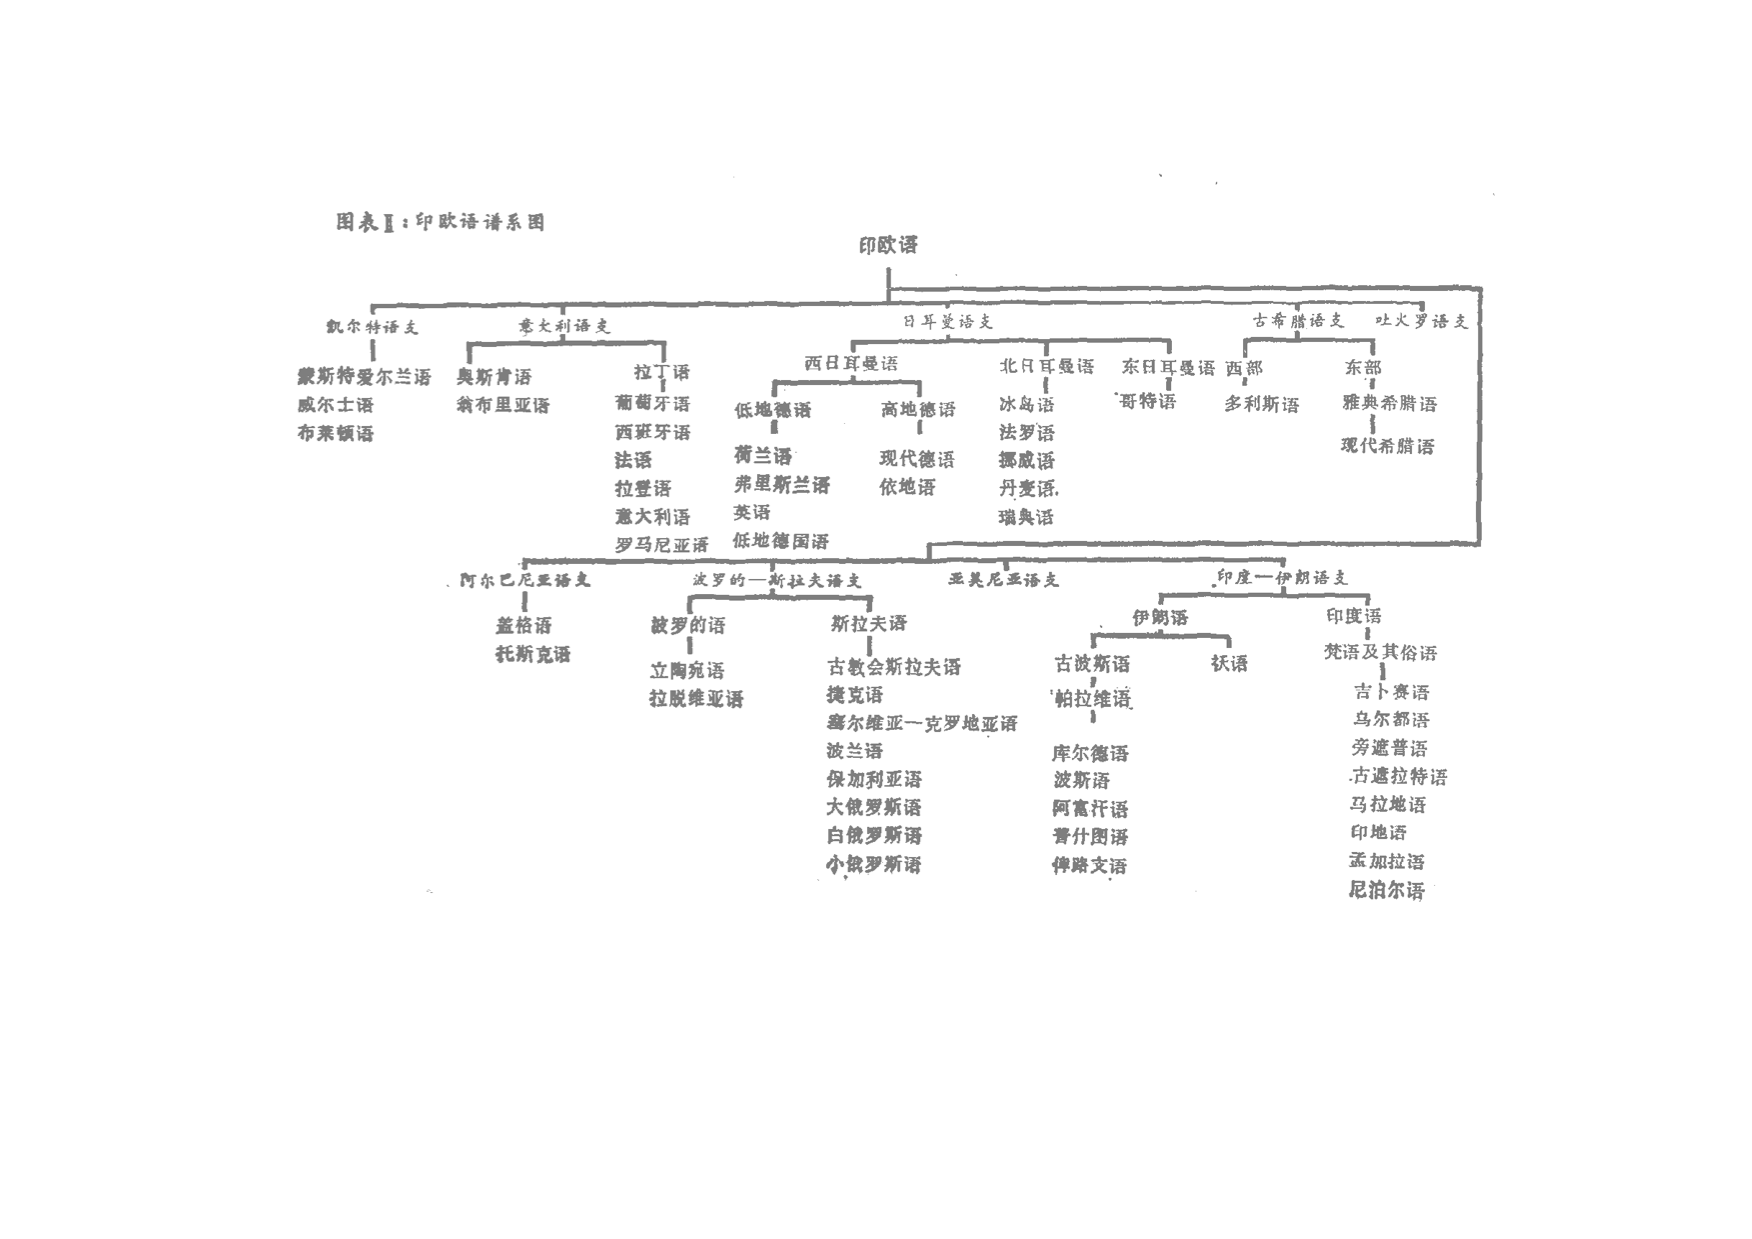 图表Ⅱ：印欧语谱系图
印欧语
凯尔特语支
意大利语支
日耳曼语支
古希腊语支
吐火罗语支
蒙斯特爱尔兰语
威尔士语
布莱顿语
奥斯肯语
翁布里亚语
拉丁语
葡萄牙语
西班牙语
法语
拉登语
意大利语
罗马尼亚语
西日耳曼语
低地德语
荷兰语
弗里斯兰语
英语
低地德国语
高地德语
现代德语
依地语
北日耳曼语
冰岛语
法罗语
挪威语
丹麦语
瑞典语
东日耳曼语
哥特语
西部
多利斯语
东部
雅典希腊语
现代希腊语
阿尔巴尼亚语支
波罗的—斯拉夫语支
亚美尼亚语支
印度—伊朗语支
盖格语
托斯克语
波罗的语
立陶宛语
拉脱维亚语
斯拉夫语
古教会斯拉夫语
捷克语
塞尔维亚—克罗地亚语
波兰语
保加利亚语
大俄罗斯语
白俄罗斯语
小俄罗斯语
伊朗语
古波斯语
帕拉维语
库尔德语
波斯语
阿富汗语
普什图语
俾路支语
袄语
印度语
梵语及其俗语
吉卜赛语
乌尔都语
旁遮普语
古遮拉特语
马拉地语
印地语
孟加拉语
尼泊尔语